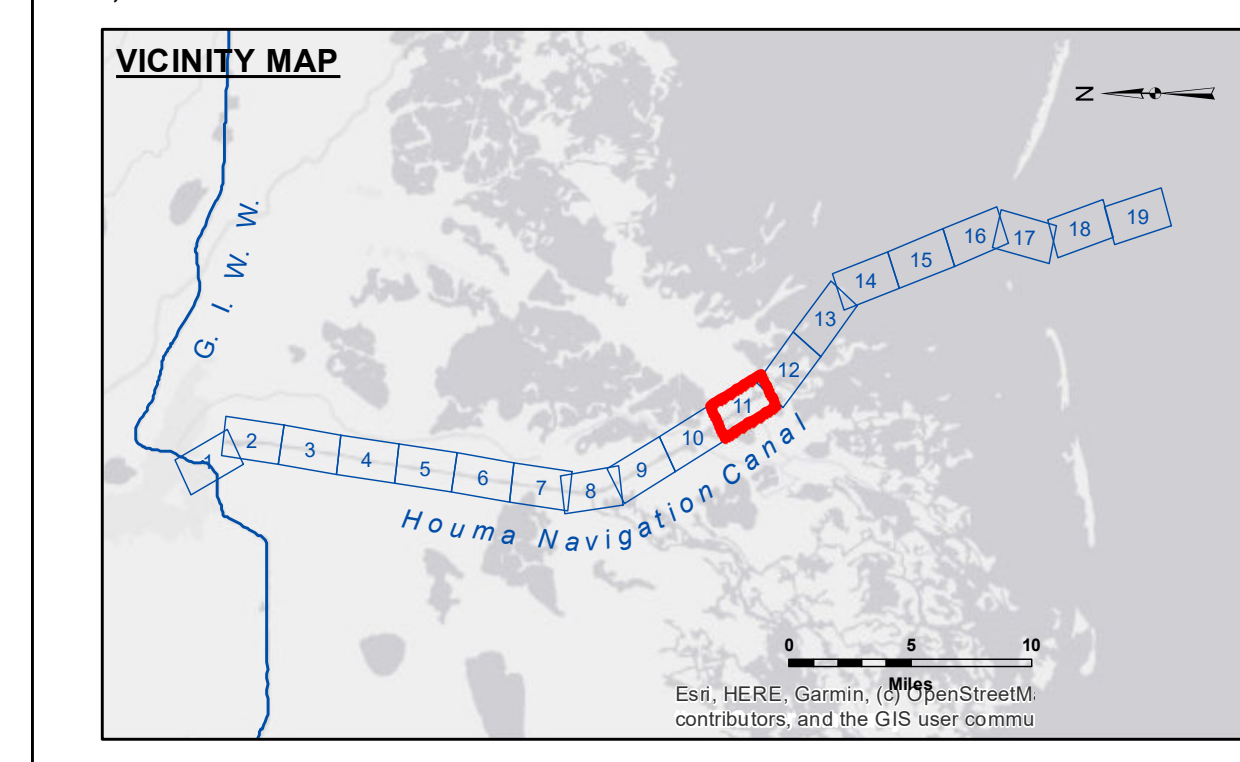 VICINITY MAP
N
G. I. W. W.
1
2
3
4
5
6
7
8
9
10
11
12
13
14
15
16
17
18
19
Houma Navigation Canal
0 5 10
Miles
Esri, HERE, Garmin, (c) OpenStreetM
contributors, and the GIS user commu